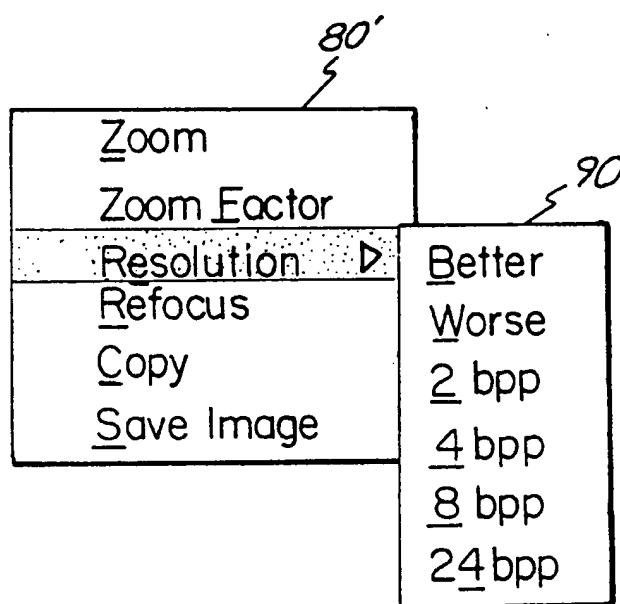 80'
Zoom
Zoom Factor
Resolution
Refocus
Copy
Save Image
90
Better
Worse
2 bpp
4 bpp
8 bpp
24 bpp